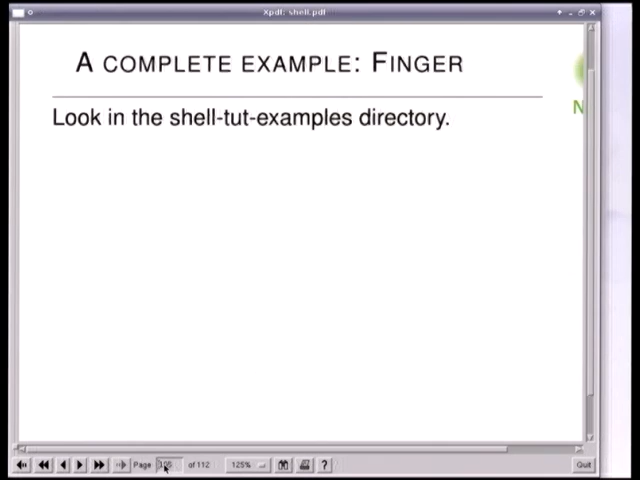 Xpdf: shell.pdf
A COMPLETE EXAMPLE: FINGER
Look in the shell-tut-examples directory.
N
Page
of 112
125%
?
Quit